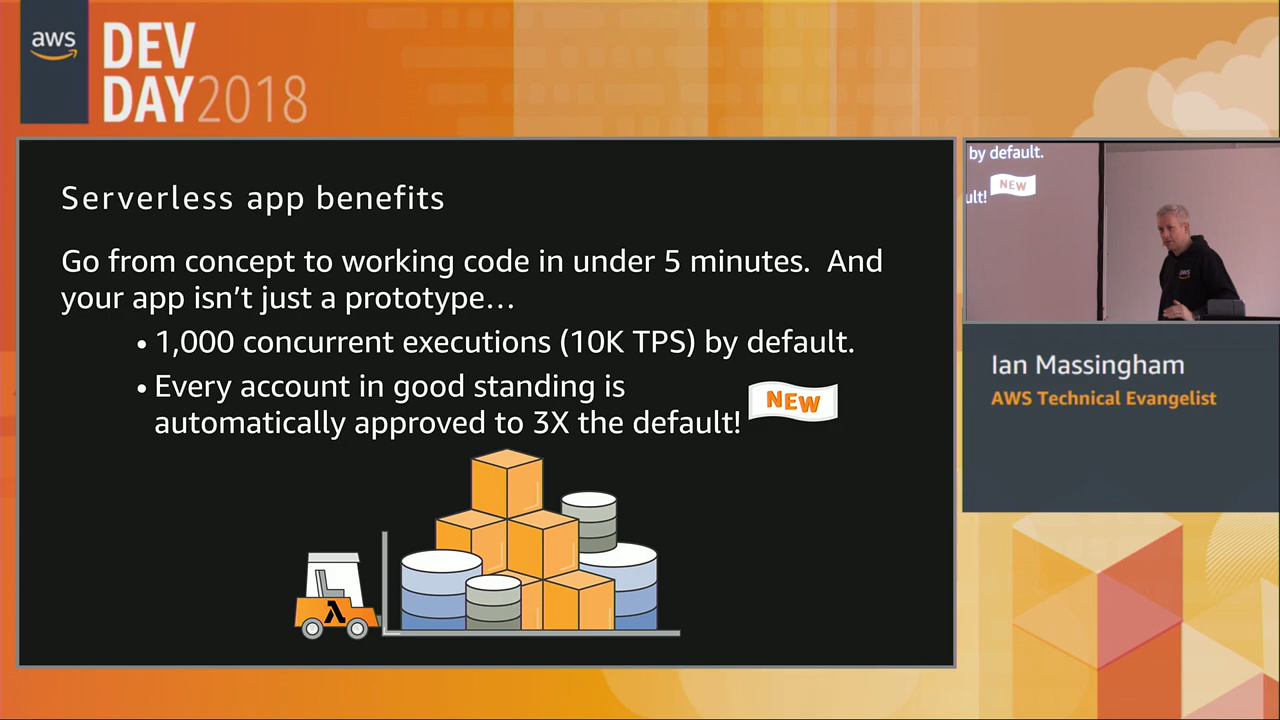 aws
DEV
DAY2018
Serverless app benefits
Go from concept to working code in under 5 minutes.  And
your app isn't just a prototype…
• 1,000 concurrent executions (10K TPS) by default.
• Every account in good standing is
automatically approved to 3X the default!
NEW
λ
by default.
ult!
NEW
aws
Ian Massingham
AWS Technical Evangelist